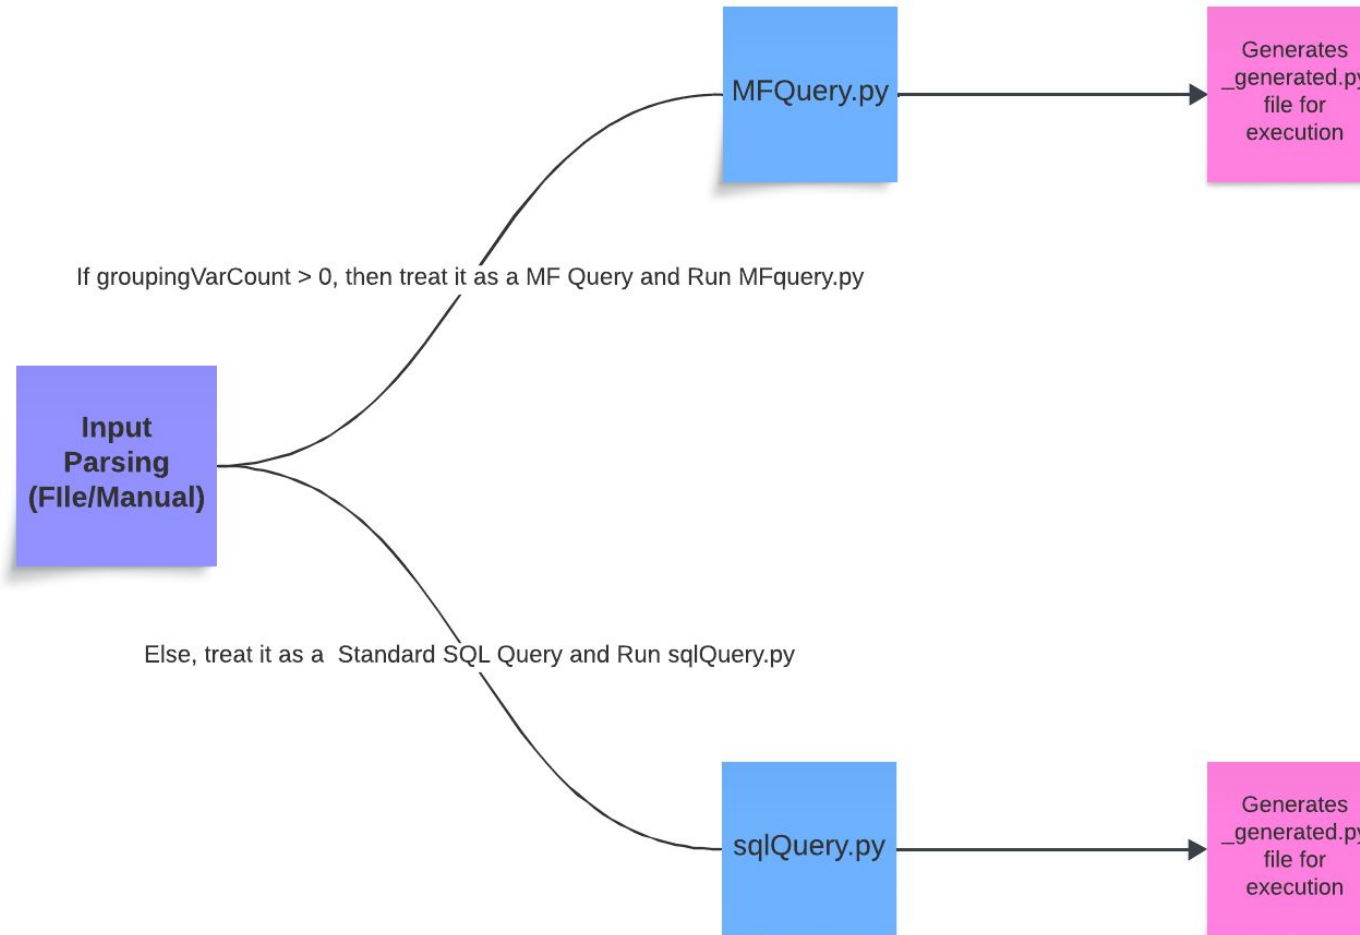 MFQuery.py
Generates
_generated.py
file for
execution
If groupingVarCount > 0, then treat it as a MF Query and Run MFquery.py
Input
Parsing
(FIle/Manual)
Else, treat it as a  Standard SQL Query and Run sqlQuery.py
sqlQuery.py
Generates
_generated.py
file for
execution